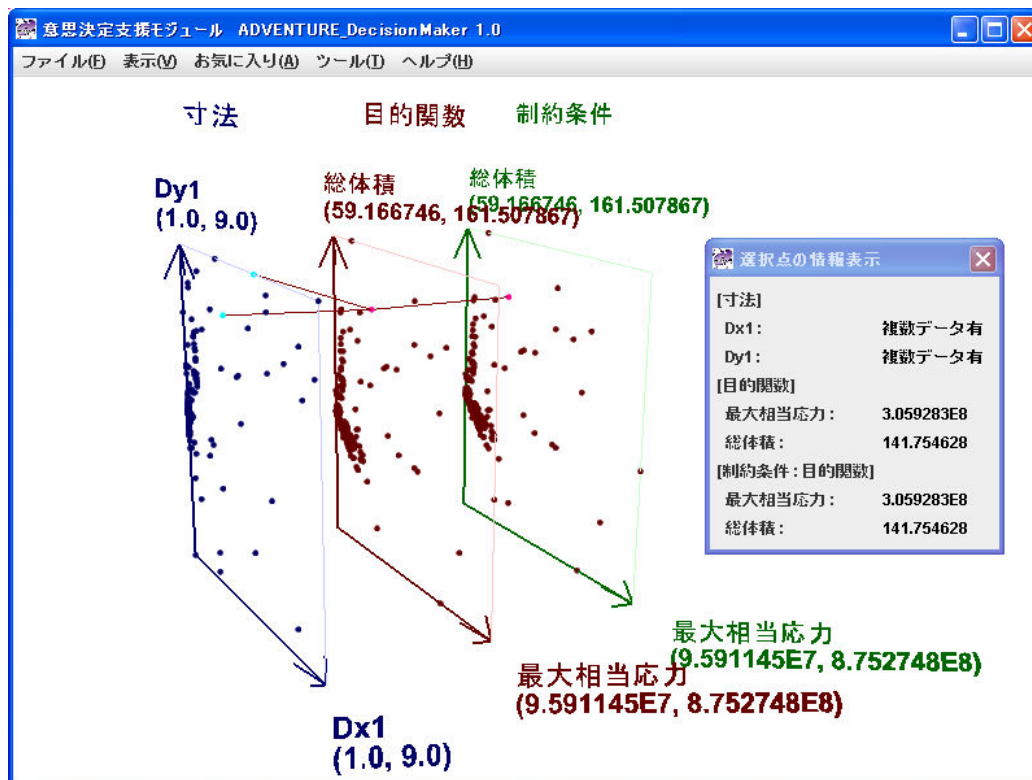 意思決定支援モジュール ADVENTURE_DecisionMaker 1.0
ファイル(F) 表示(V) お気に入り(A) ツール(T) ヘルプ(H)
寸法 目的関数 制約条件
Dy1
(1.0, 9.0)
総体積
(59.166746, 161.507867)
総体積
(59.166746, 161.507867)
選択点の情報表示
[寸法]
Dx1: 複数データ有
Dy1: 複数データ有
[目的関数]
最大相当応力: 3.059283E8
総体積: 141.754628
[制約条件:目的関数]
最大相当応力: 3.059283E8
総体積: 141.754628
最大相当応力
(9.591145E7, 8.752748E8)
最大相当応力
(9.591145E7, 8.752748E8)
Dx1
(1.0, 9.0)